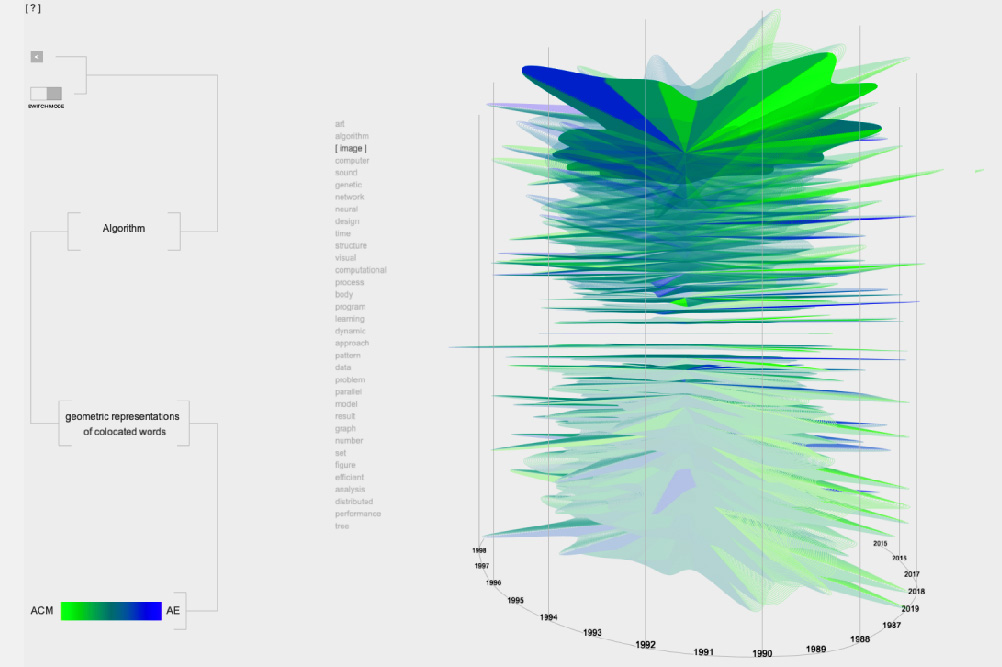 [ ? ]
<
SWITCHMODE
art
algorithm
[ image ]
computer
sound
genetic
network
neural
design
time
structure
visual
computational
process
body
program
learning
dynamic
approach
pattern
data
problem
parallel
model
result
graph
number
set
figure
efficient
analysis
distributed
performance
tree
Algorithm
geometric representations
of colocated words
ACM
AE
1998
1997
1996
1995
1994
1993
1992
1991
1990
1989
1988
1987
2019
2018
2017
2015